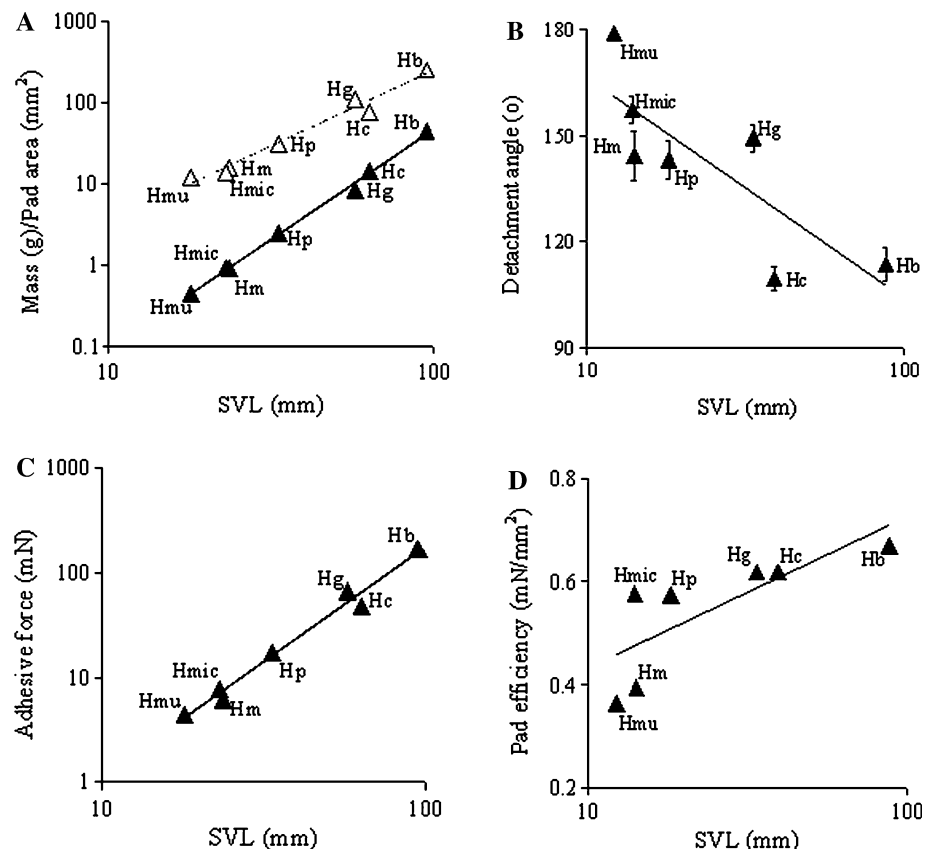 A
1000
100
10
1
0.1
Mass (g)/Pad area (mm²)
Hb
Hg
Hc
Hb
Hp
Hm
Hmic
Hmu
Hc
Hg
Hp
Hmic
Hm
Hmu
10
100
SVL (mm)
B
180
150
120
90
Detachment angle (o)
Hmu
Hmic
Hm
Hp
Hg
Hc
Hb
10
100
SVL (mm)
C
1000
100
10
1
Adhesive force (mN)
Hb
Hg
Hc
Hp
Hmic
Hmu
Hm
10
100
SVL (mm)
D
0.8
0.6
0.4
0.2
Pad efficiency (mN/mm²)
Hg
Hc
Hb
Hmic
Hp
Hm
Hmu
10
100
SVL (mm)